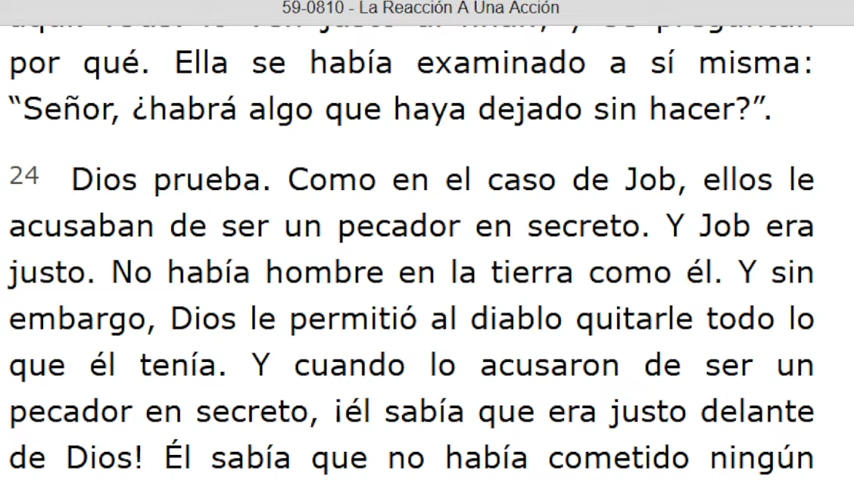 59-0810 - La Reacción A Una Acción
por qué. Ella se había examinado a sí misma:
“Señor, ¿habrá algo que haya dejado sin hacer?”.
24 Dios prueba. Como en el caso de Job, ellos le
acusaban de ser un pecador en secreto. Y Job era
justo. No había hombre en la tierra como él. Y sin
embargo, Dios le permitió al diablo quitarle todo lo
que él tenía. Y cuando lo acusaron de ser un
pecador en secreto, ¡él sabía que era justo delante
de Dios! Él sabía que no había cometido ningún